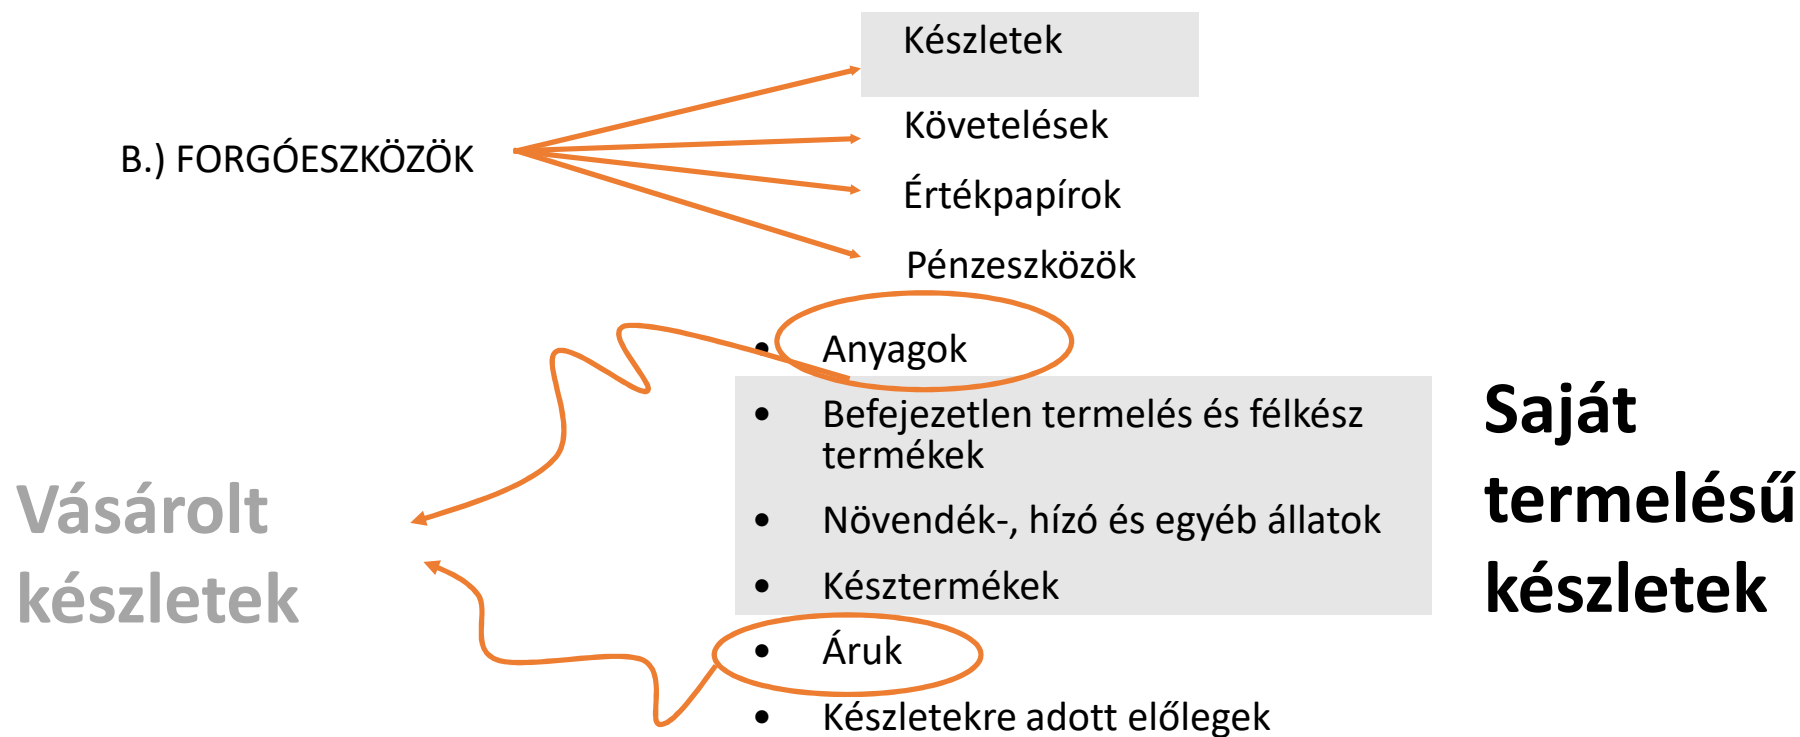 Készletek
B.) FORGÓESZKÖZÖK
Követelések
Értékpapírok
Pénzeszközök
• Anyagok
• Befejezetlen termelés és félkész
termékek
• Növendék-, hízó és egyéb állatok
• Késztermékek
• Áruk
• Készletekre adott előlegek
Vásárolt
készletek
Saját
termelésű
készletek